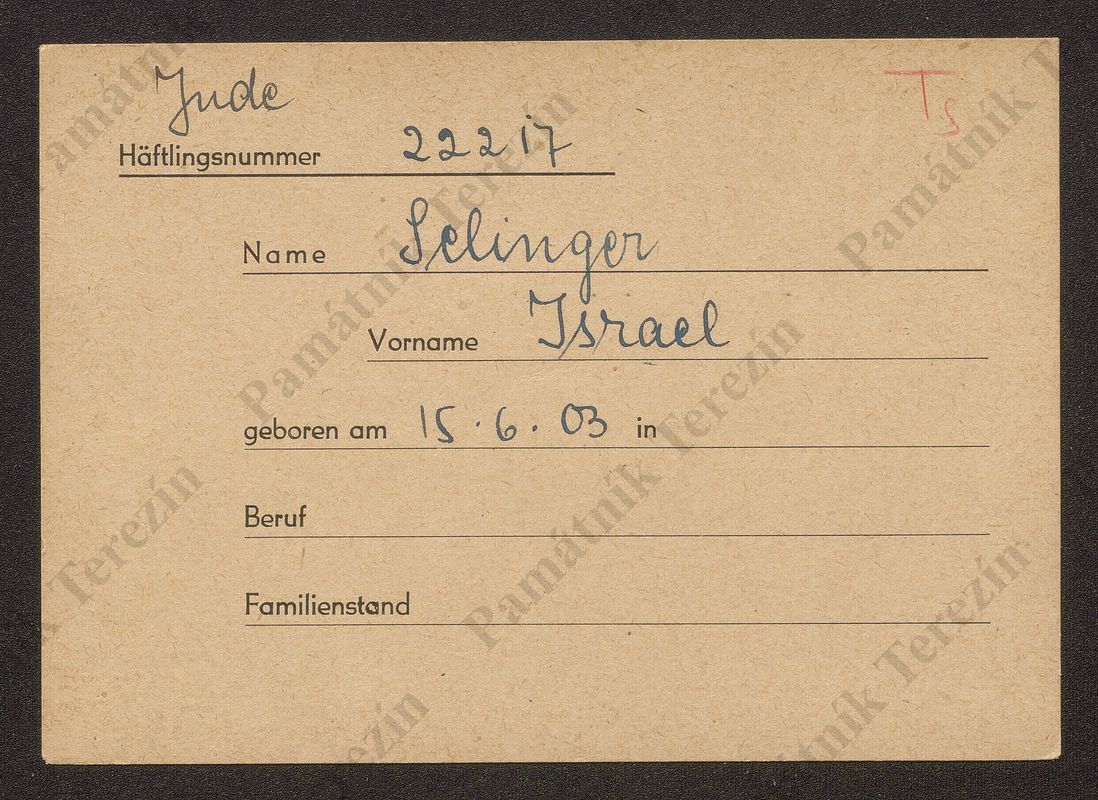 Jude
Ts
Häftlingsnummer 22217
Name Selinger
Vorname Israel
geboren am 15.6.03 in
Beruf
Familienstand
Památník Terezín